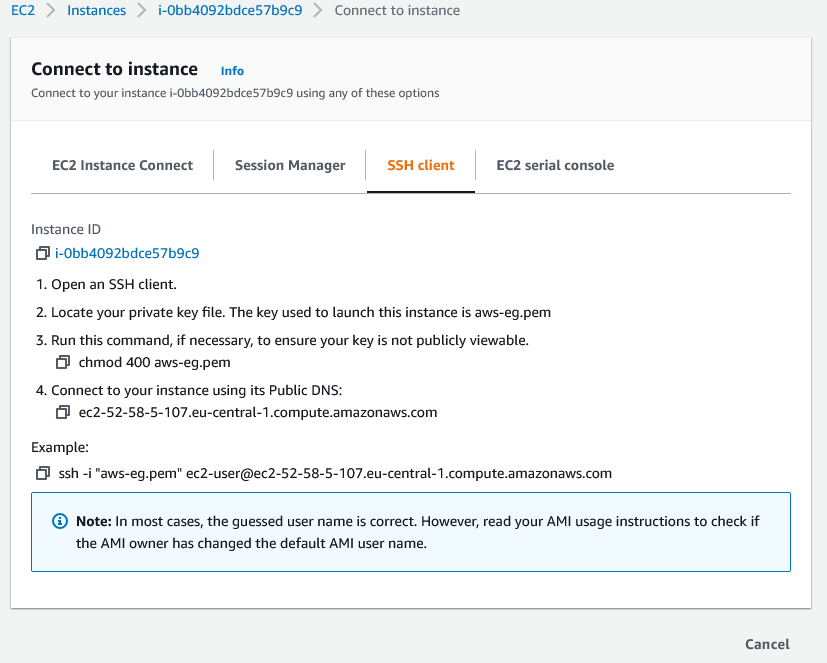 EC2 Instances i-0bb4092bdce57b9c9 Connect to instance
Connect to instance Info
Connect to your instance i-0bb4092bdce57b9c9 using any of these options
EC2 Instance Connect Session Manager SSH client EC2 serial console
Instance ID
i-0bb4092bdce57b9c9
1. Open an SSH client.
2. Locate your private key file. The key used to launch this instance is aws-eg.pem
3. Run this command, if necessary, to ensure your key is not publicly viewable.
chmod 400 aws-eg.pem
4. Connect to your instance using its Public DNS:
ec2-52-58-5-107.eu-central-1.compute.amazonaws.com
Example:
ssh -i "aws-eg.pem" ec2-user@ec2-52-58-5-107.eu-central-1.compute.amazonaws.com
Note: In most cases, the guessed user name is correct. However, read your AMI usage instructions to check if
the AMI owner has changed the default AMI user name.
Cancel